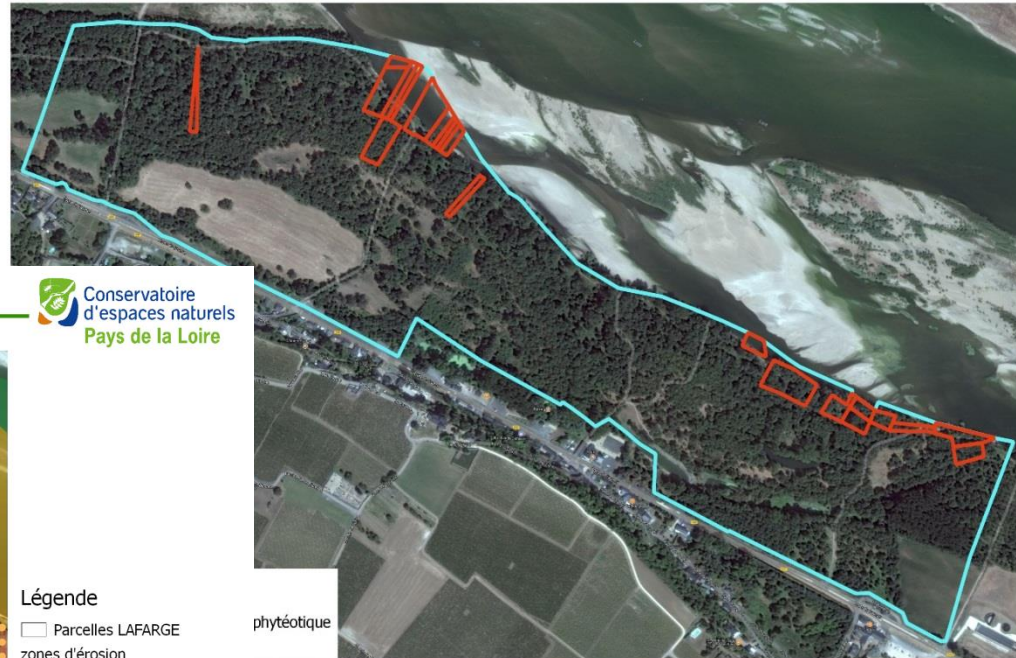 Conservatoire
d'espaces naturels
Pays de la Loire
Légende
Parcelles LAFARGE
zones d'érosion
phytéotique